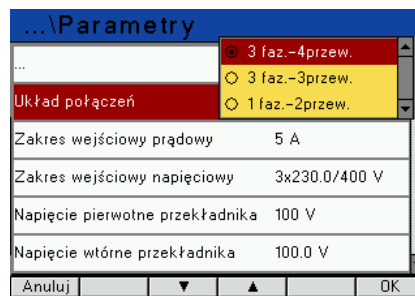 ...\Parametry
3 faz.-4przew.
...
3 faz.-3przew.
Układ połączeń
1 faz.-2przew.
Zakres wejściowy prądowy 5 A
Zakres wejściowy napięciowy 3x230.0/400 V
Napięcie pierwotne przekładnika 100 V
Napięcie wtórne przekładnika 100.0 V
Anuluj ▼ ▲ OK